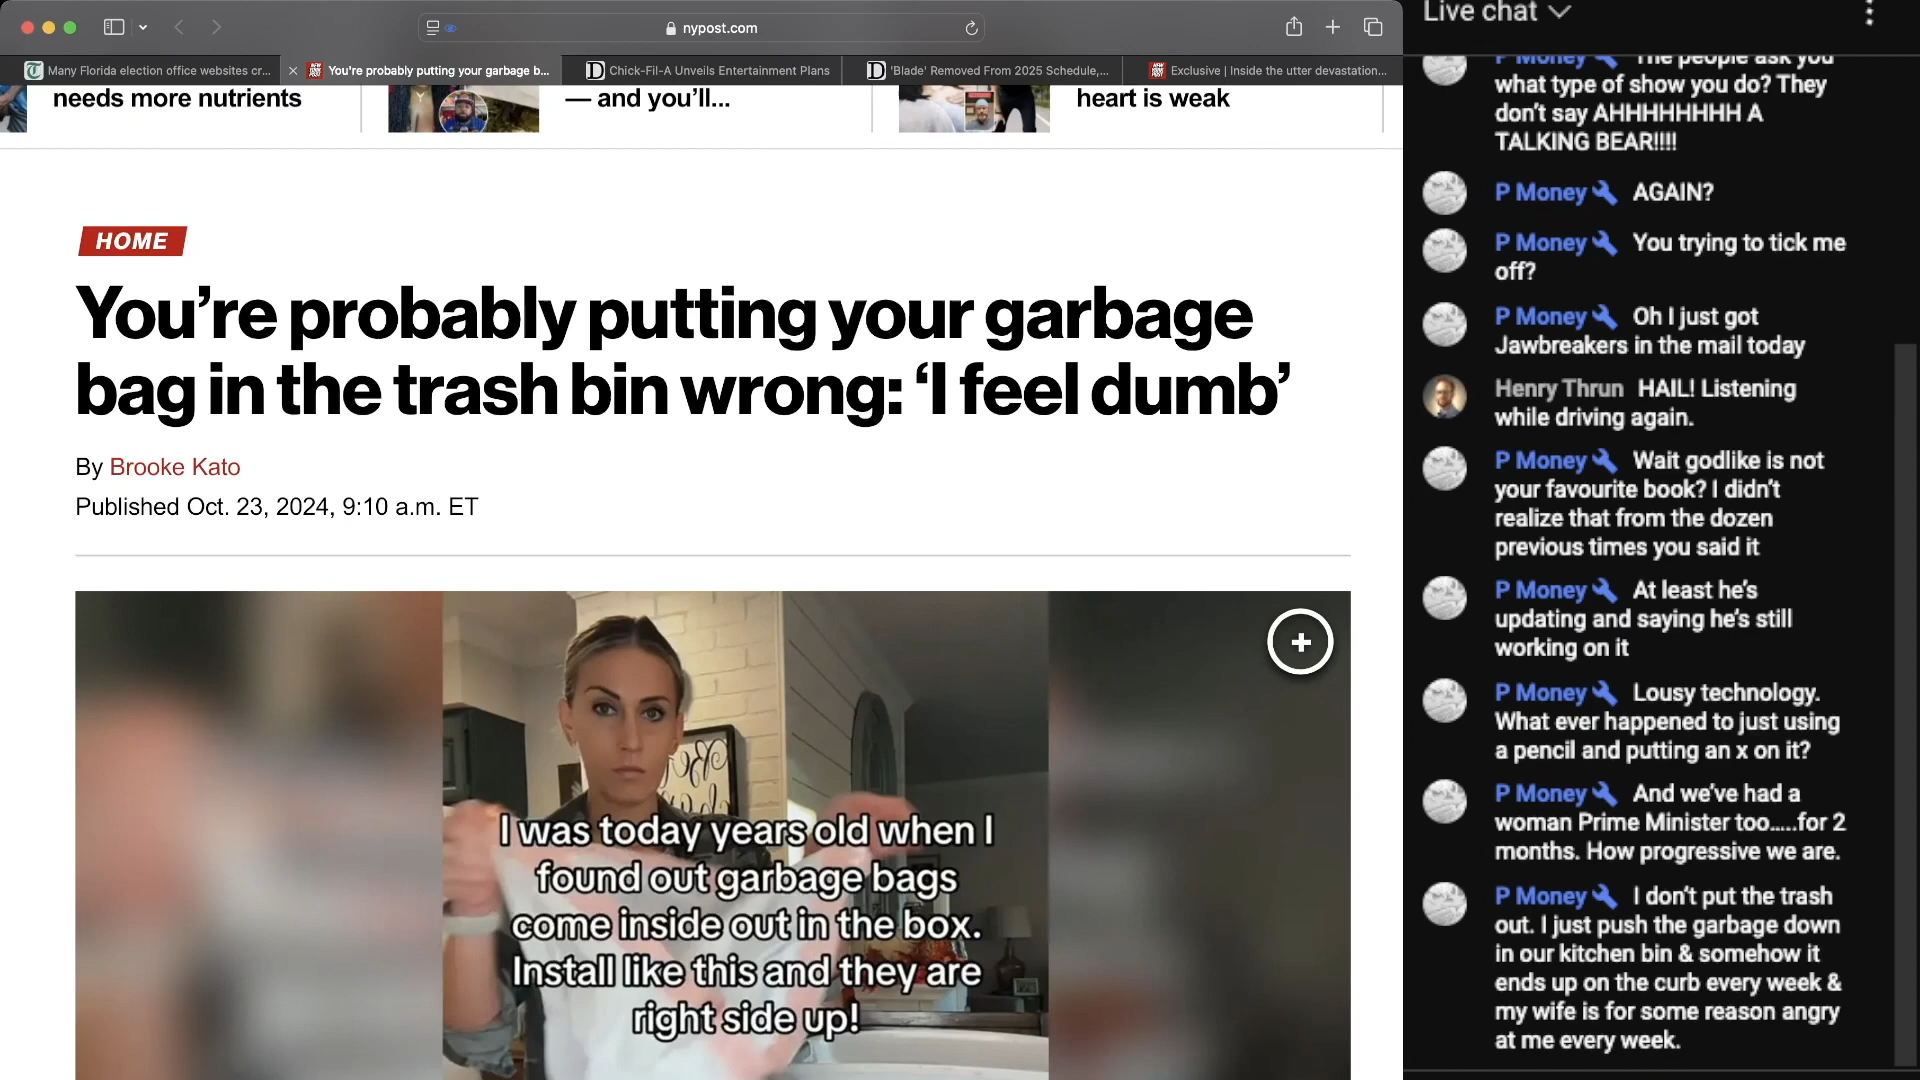 nypost.com
Many Florida election office websites cr...
You're probably putting your garbage b...
Chick-Fil-A Unveils Entertainment Plans
'Blade' Removed From 2025 Schedule,...
Exclusive | Inside the utter devastation...
needs more nutrients
— and you'll...
heart is weak
HOME
You're probably putting your garbage
bag in the trash bin wrong: 'I feel dumb'
By Brooke Kato
Published Oct. 23, 2024, 9:10 a.m. ET
I was today years old when I
found out garbage bags
come inside out in the box.
Install like this and they are
right side up!
Live chat
P Money The people ask you
what type of show you do? They
don't say AHHHHHHHH A
TALKING BEAR!!!!
P Money AGAIN?
P Money You trying to tick me
off?
P Money Oh I just got
Jawbreakers in the mail today
Henry Thrun HAIL! Listening
while driving again.
P Money Wait godlike is not
your favourite book? I didn't
realize that from the dozen
previous times you said it
P Money At least he's
updating and saying he's still
working on it
P Money Lousy technology.
What ever happened to just using
a pencil and putting an x on it?
P Money And we've had a
woman Prime Minister too.....for 2
months. How progressive we are.
P Money I don't put the trash
out. I just push the garbage down
in our kitchen bin & somehow it
ends up on the curb every week &
my wife is for some reason angry
at me every week.